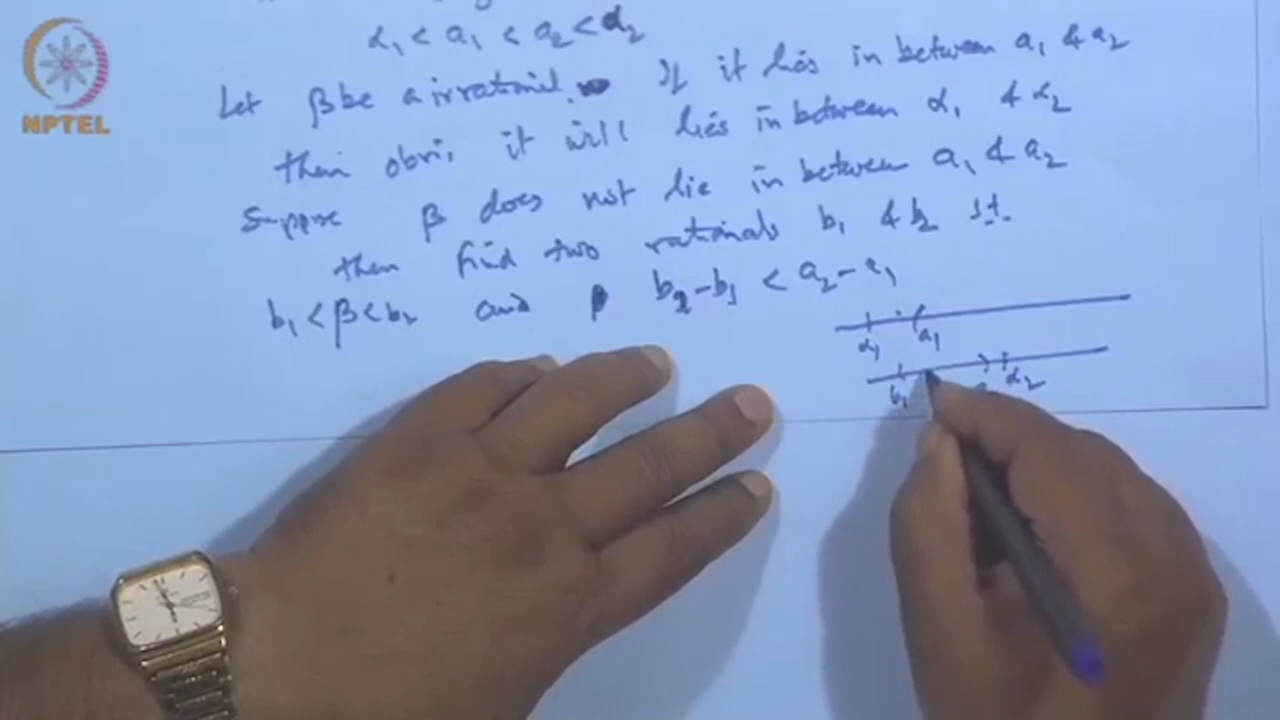 NPTEL
α₁ < a₁ < a₂ < α₂
Let β be a irrational. If it lies in between a₁ & a₂
then obvi. it will lies in between α₁ & α₂
Suppose β does not lie in between a₁ & a₂
then find two rationals b₁ & b₂ s.t.
b₁ < β < b₂ and b₂ - b₁ < a₂ - a₁
α₁ a₁
b₁ α₂